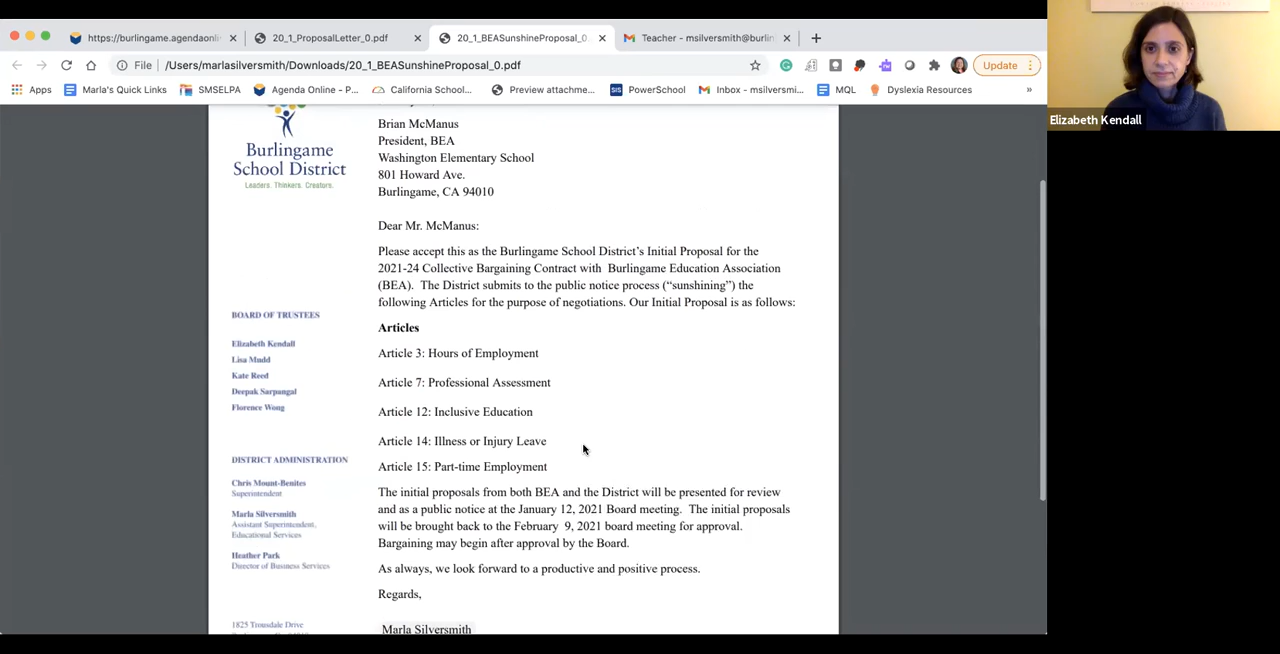 https://burlingame.agendaonli
20_1_ProposalLetter_0.pdf
20_1_BEASunshineProposal_0.
Teacher - msilversmith@burlin
File
/Users/marlasilversmith/Downloads/20_1_BEASunshineProposal_0.pdf
Update
Apps
Marla's Quick Links
SMSELPA
Agenda Online - P...
California School...
Preview attachme...
SIS
PowerSchool
Inbox - msilversmi...
MQL
Dyslexia Resources
»
Elizabeth Kendall
Burlingame
School District
Leaders. Thinkers. Creators.
BOARD OF TRUSTEES
Elizabeth Kendall
Lisa Mudd
Kate Reed
Deepak Sarpangal
Florence Wong
DISTRICT ADMINISTRATION
Chris Mount-Benites
Superintendent
Marla Silversmith
Assistant Superintendent,
Educational Services
Heather Park
Director of Business Services
1825 Trousdale Drive
Brian McManus
President, BEA
Washington Elementary School
801 Howard Ave.
Burlingame, CA 94010
Dear Mr. McManus:
Please accept this as the Burlingame School District's Initial Proposal for the
2021-24 Collective Bargaining Contract with Burlingame Education Association
(BEA). The District submits to the public notice process (“sunshining”) the
following Articles for the purpose of negotiations. Our Initial Proposal is as follows:
Articles
Article 3: Hours of Employment
Article 7: Professional Assessment
Article 12: Inclusive Education
Article 14: Illness or Injury Leave
Article 15: Part-time Employment
The initial proposals from both BEA and the District will be presented for review
and as a public notice at the January 12, 2021 Board meeting. The initial proposals
will be brought back to the February 9, 2021 board meeting for approval.
Bargaining may begin after approval by the Board.
As always, we look forward to a productive and positive process.
Regards,
Marla Silversmith